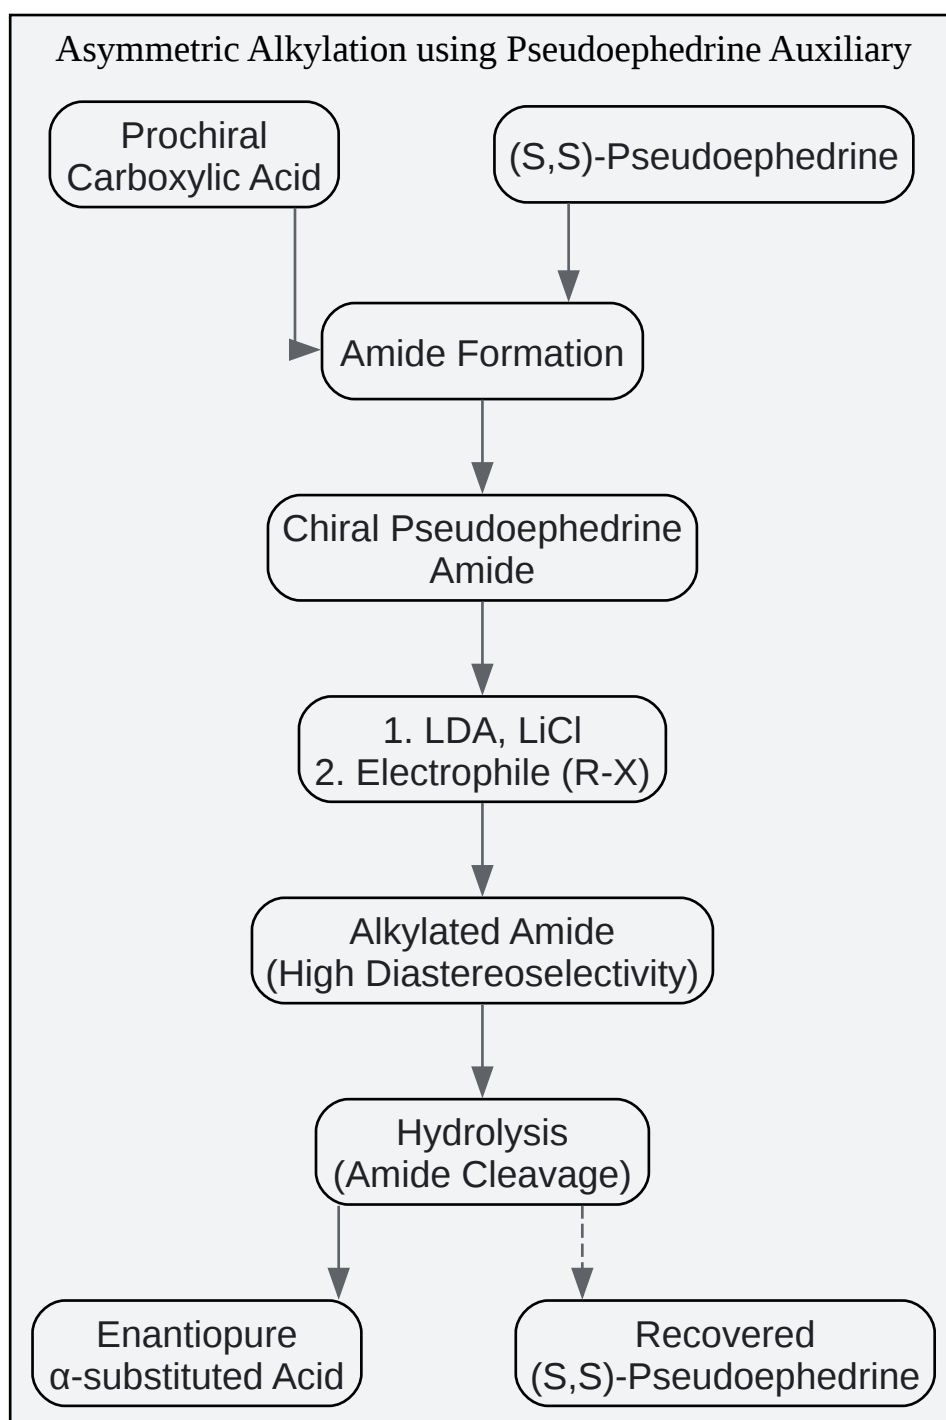 Asymmetric Alkylation using Pseudoephedrine Auxiliary
Prochiral
Carboxylic Acid
(S,S)-Pseudoephedrine
Amide Formation
Chiral Pseudoephedrine
Amide
1. LDA, LiCl
2. Electrophile (R-X)
Alkylated Amide
(High Diastereoselectivity)
Hydrolysis
(Amide Cleavage)
Enantiopure
α-substituted Acid
Recovered
(S,S)-Pseudoephedrine